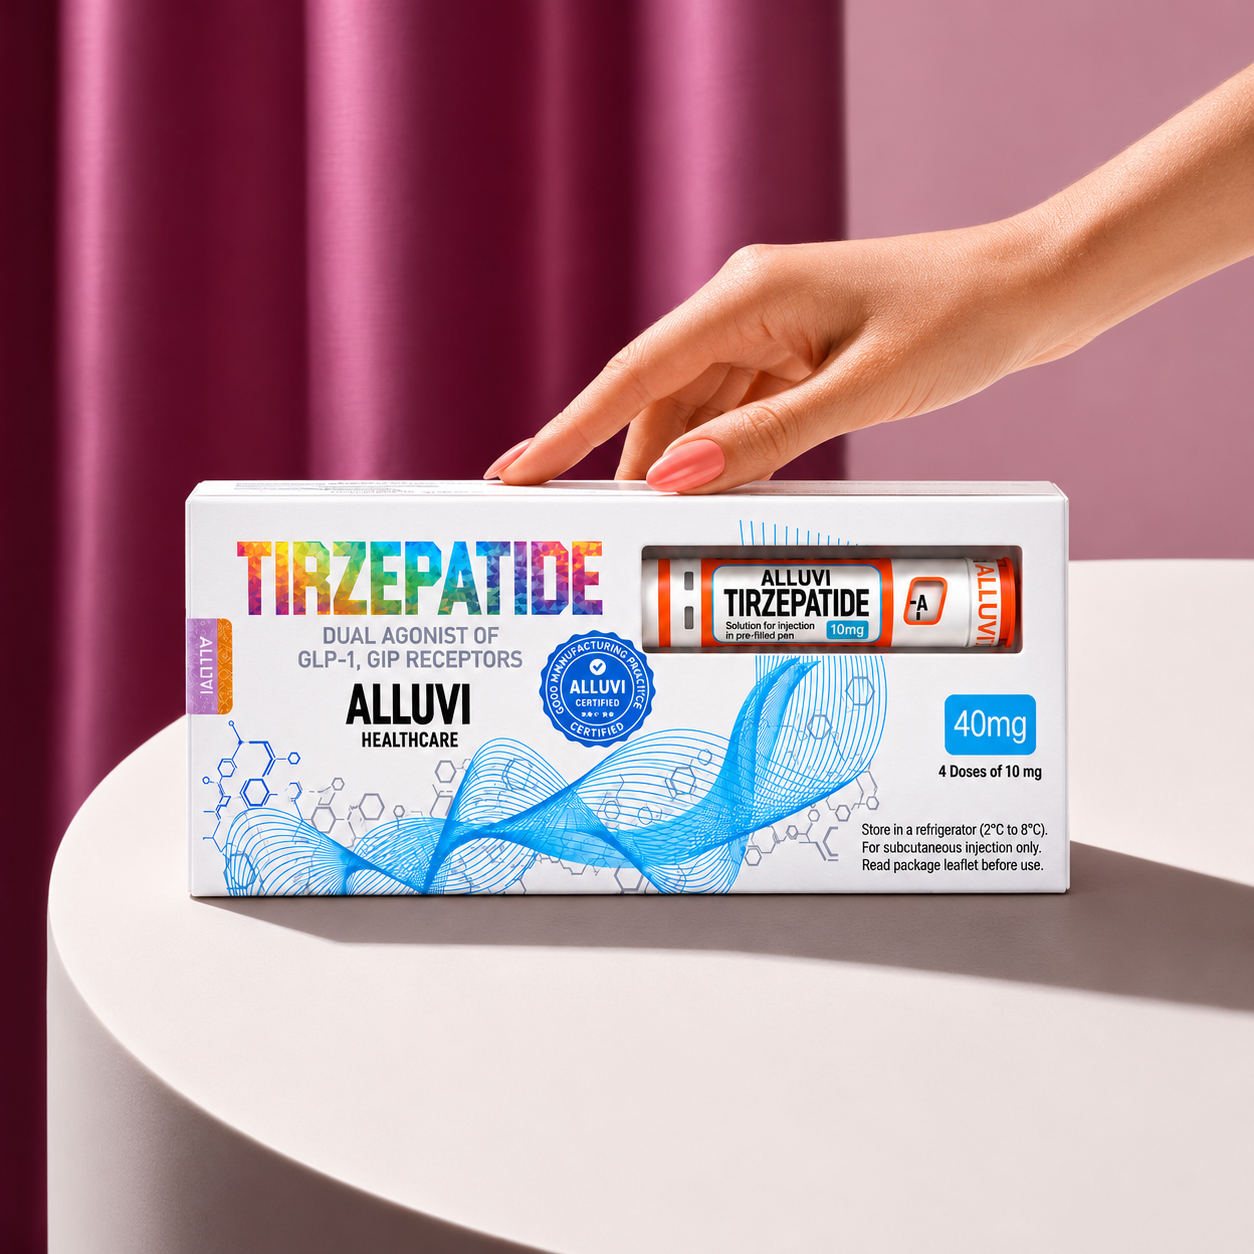 TIRZEPATIDE
DUAL AGONIST OF
GLP-1, GIP RECEPTORS
ALLUVI
HEALTHCARE
ALLUVI
GOOD MANUFACTURING PRACTICE
ALLUVI
CERTIFIED
CERTIFIED
ALLUVI
TIRZEPATIDE
Solution for injection
in pre-filled pen
10mg
-A
ALLUVI
40mg
4 Doses of 10 mg
Store in a refrigerator (2°C to 8°C).
For subcutaneous injection only.
Read package leaflet before use.